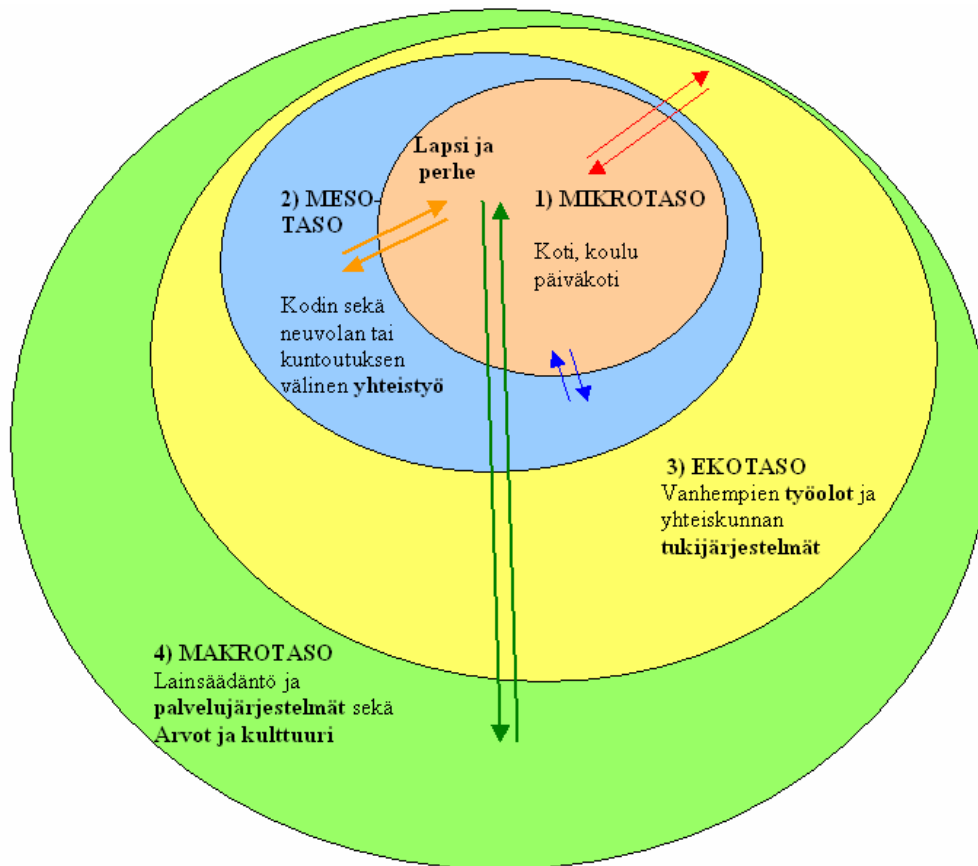 Lapsi ja
perhe
1) MIKROTASO
Koti, koulu
päiväkoti
2) MESO-
TASO
Kodin sekä
neuvolan tai
kuntoutuksen
välinen yhteistyö
3) EKOTASO
Vanhempien työolot ja
yhteiskunnan
tukijärjestelmät
4) MAKROTASO
Lainsäädäntö ja
palvelujärjestelmät sekä
Arvot ja kulttuuri